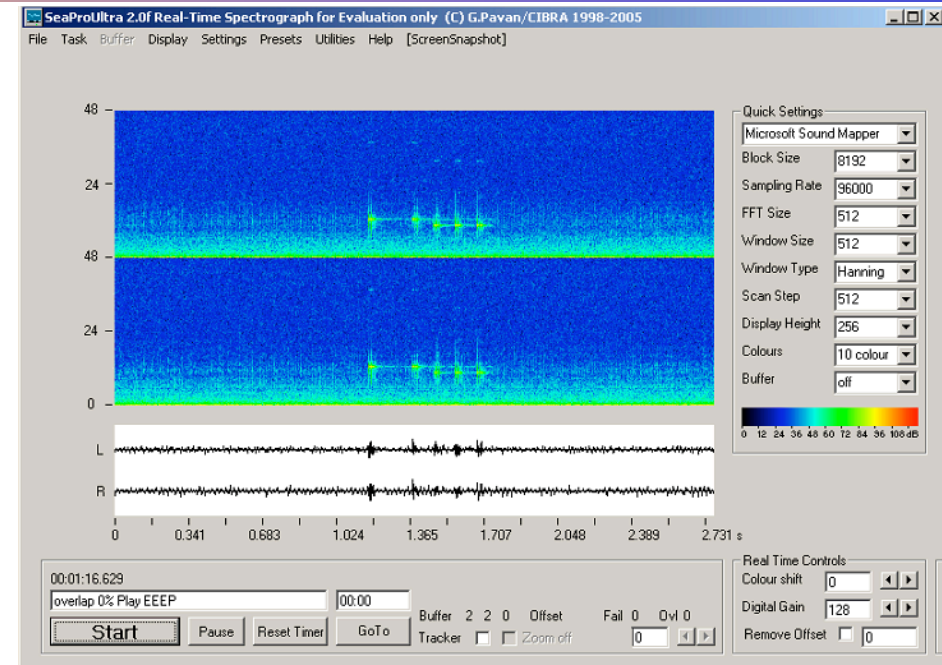 SeaProUltra 2.0f Real-Time Spectrograph for Evaluation only (C) G.Pavan/CIBRA 1998-2005
File Task Buffer Display Settings Presets Utilities Help [ScreenSnapshot]
48
24
48
24
0
L
R
0 0.341 0.683 1.024 1.365 1.707 2.048 2.389 2.731 s
Quick Settings
Microsoft Sound Mapper
Block Size 8192
Sampling Rate 96000
FFT Size 512
Window Size 512
Window Type Hanning
Scan Step 512
Display Height 256
Colours 10 colour
Buffer off
0 12 24 36 48 60 72 84 96 108 dB
00:01:16.629
overlap 0% Play EEEP 00:00
Start Pause Reset Timer GoTo
Buffer 2 2 0 Offset Fail 0 Ovl 0
Tracker Zoom off 0
Real Time Controls
Colour shift 0
Digital Gain 128
Remove Offset 0